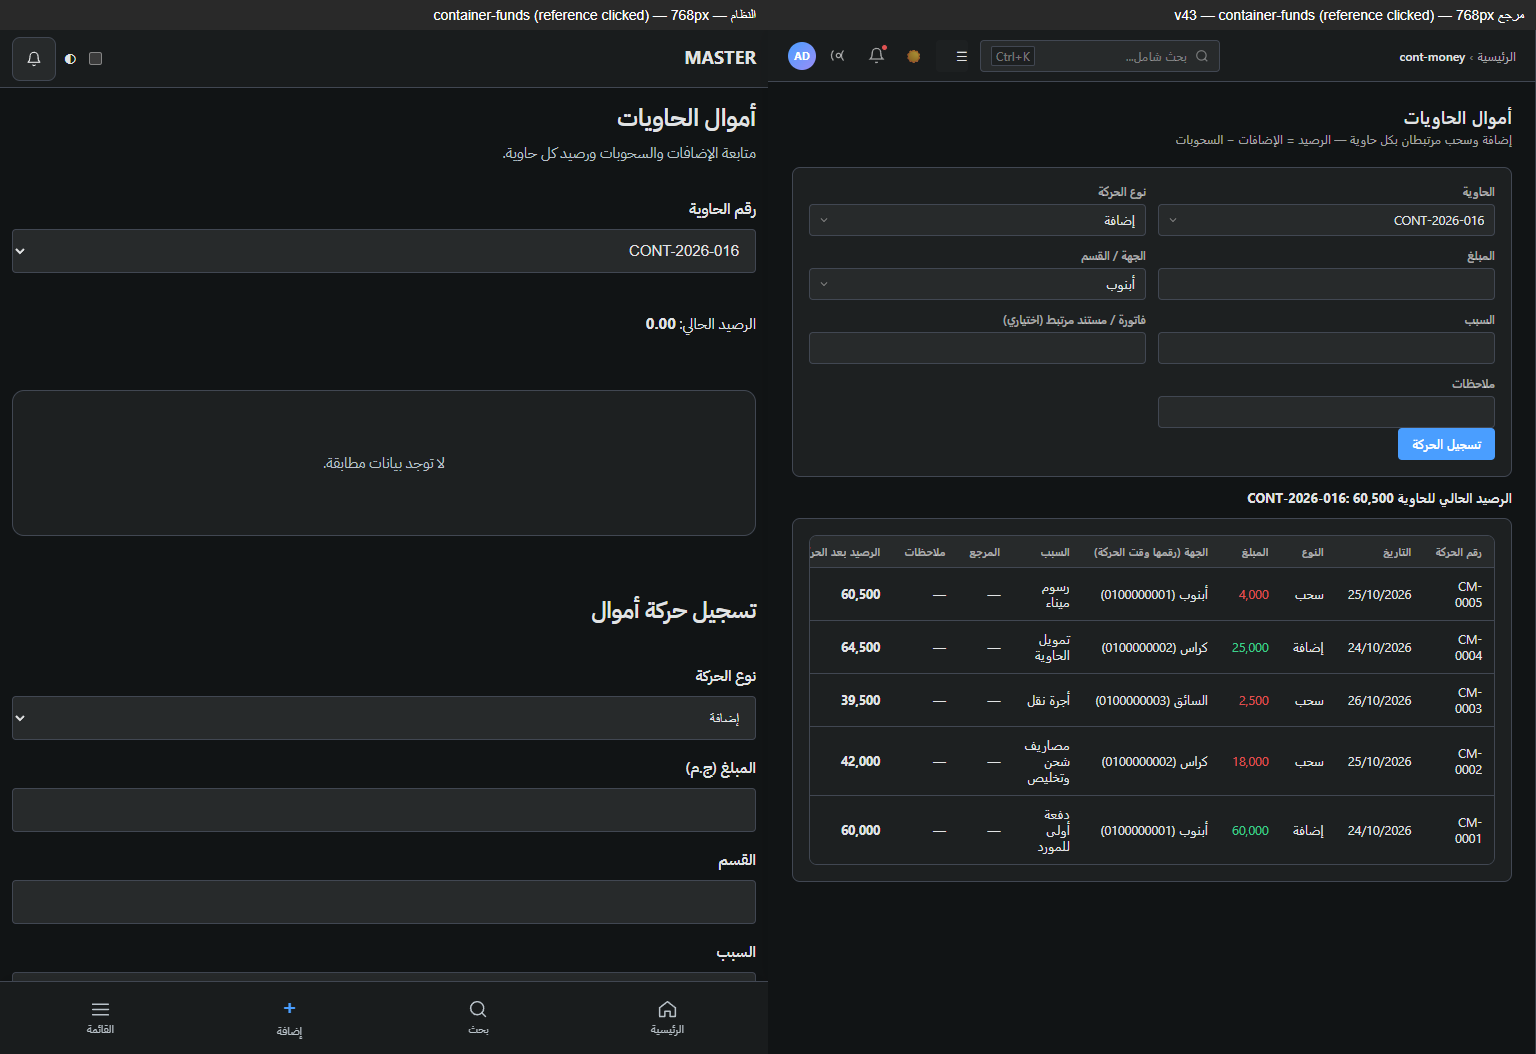 مرجع v43 — container-funds (reference clicked) — 768px
الرئيسية › cont-money
بحث شامل... Ctrl+K
AD
أموال الحاويات
إضافة وسحب مرتبطان بكل حاوية — الرصيد = الإضافات − السحوبات
الحاوية
نوع الحركة
CONT-2026-016
إضافة
المبلغ
الجهة / القسم
أبنوب
السبب
فاتورة / مستند مرتبط (اختياري)
ملاحظات
تسجيل الحركة
الرصيد الحالي للحاوية CONT-2026-016: 60,500
رقم الحركة التاريخ النوع المبلغ الجهة (رقمها وقت الحركة) السبب المرجع ملاحظات الرصيد بعد الحر
CM-0005 25/10/2026 سحب 4,000 أبنوب (0100000001) رسوم ميناء — — 60,500
CM-0004 24/10/2026 إضافة 25,000 كراس (0100000002) تمويل الحاوية — — 64,500
CM-0003 26/10/2026 سحب 2,500 السائق (0100000003) أجرة نقل — — 39,500
CM-0002 25/10/2026 سحب 18,000 كراس (0100000002) مصاريف شحن وتخليص — — 42,000
CM-0001 24/10/2026 إضافة 60,000 أبنوب (0100000001) دفعة أولى للمورد — — 60,000
النظام — container-funds (reference clicked) — 768px
MASTER
أموال الحاويات
متابعة الإضافات والسحوبات ورصيد كل حاوية.
رقم الحاوية
CONT-2026-016
الرصيد الحالي: 0.00
لا توجد بيانات مطابقة.
تسجيل حركة أموال
نوع الحركة
إضافة
المبلغ (ج.م)
القسم
السبب
الرئيسية
بحث
إضافة
القائمة